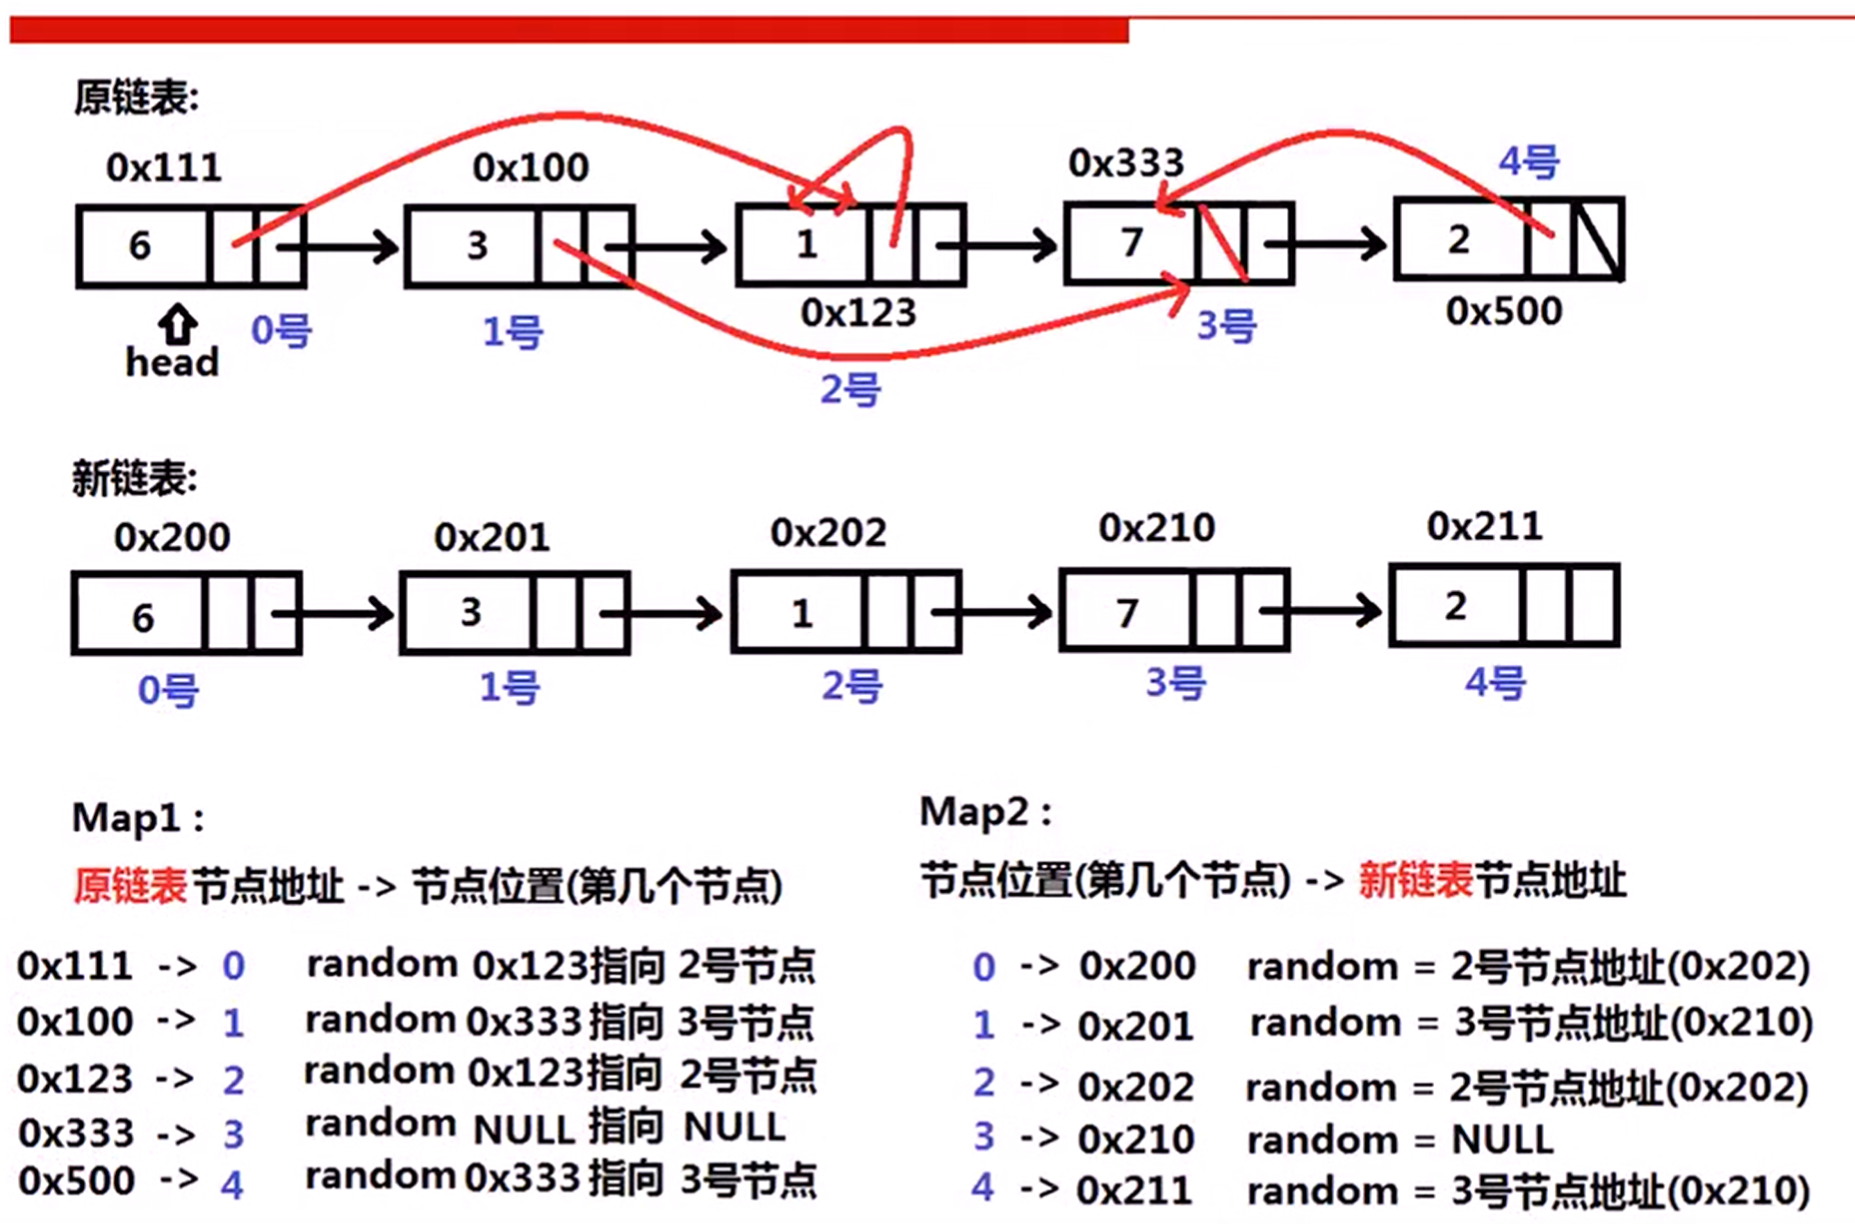 原链表:
0x111 0x100 0x333 4号
6 3 1 7 2
0x123 0x500
head 0号 1号 2号 3号
新链表:
0x200 0x201 0x202 0x210 0x211
6 3 1 7 2
0号 1号 2号 3号 4号
Map1 :
原链表节点地址 -> 节点位置(第几个节点)
0x111 -> 0 random 0x123指向 2号节点
0x100 -> 1 random 0x333指向 3号节点
0x123 -> 2 random 0x123指向 2号节点
0x333 -> 3 random NULL 指向 NULL
0x500 -> 4 random 0x333 指向 3号节点
Map2 :
节点位置(第几个节点) -> 新链表节点地址
0 -> 0x200 random = 2号节点地址(0x202)
1 -> 0x201 random = 3号节点地址(0x210)
2 -> 0x202 random = 2号节点地址(0x202)
3 -> 0x210 random = NULL
4 -> 0x211 random = 3号节点地址(0x210)